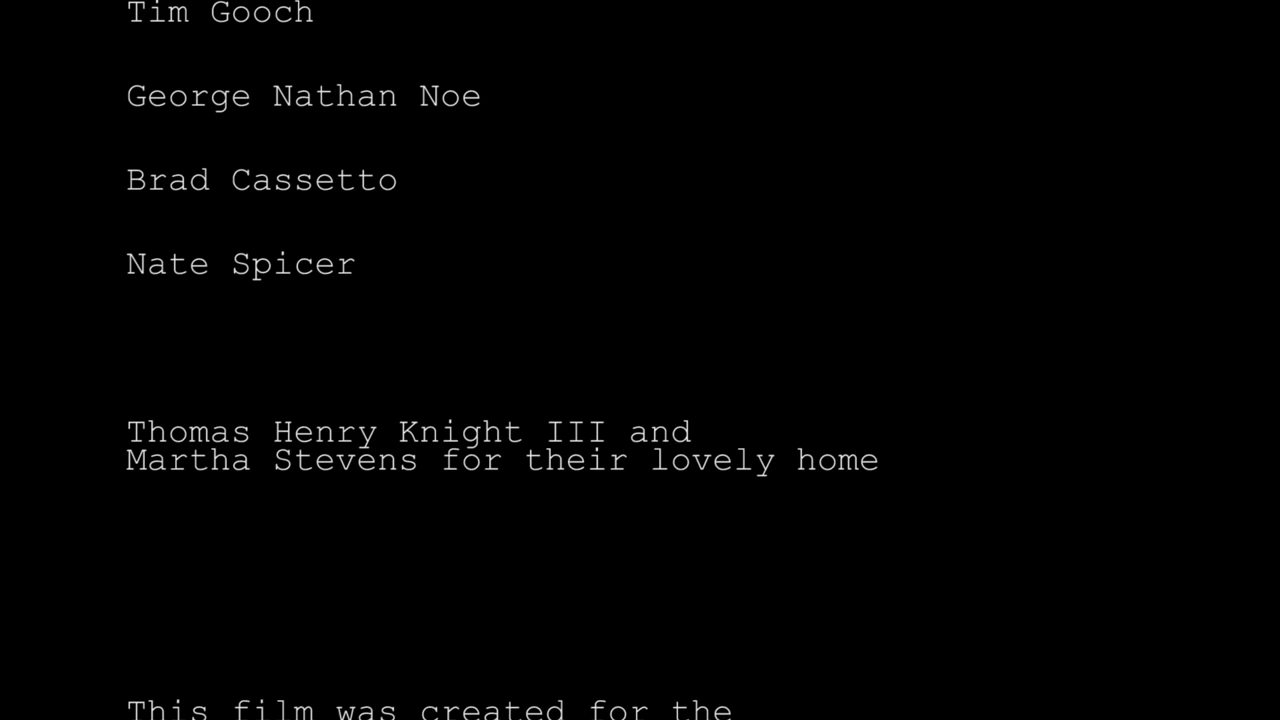 Tim Gooch
George Nathan Noe
Brad Cassetto
Nate Spicer
Thomas Henry Knight III and
Martha Stevens for their lovely home
This film was created for the